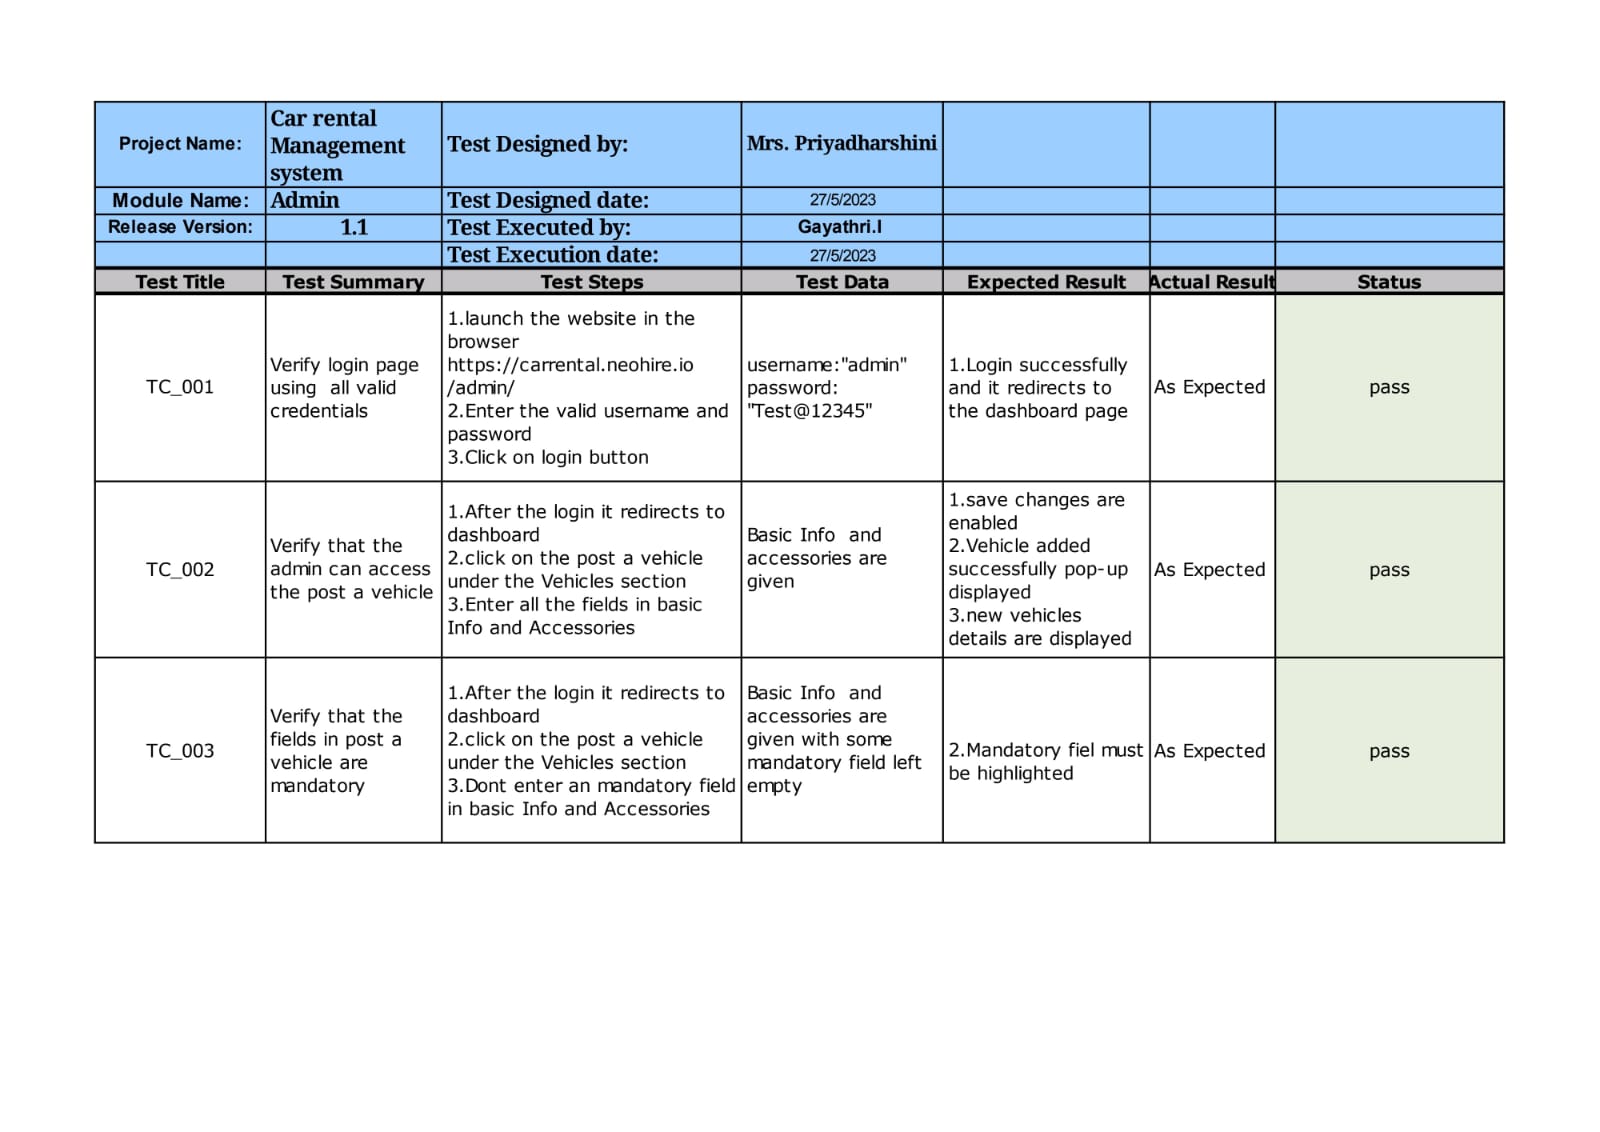 Project Name:
Car rental
Management
system
Test Designed by:
Mrs. Priyadharshini
Module Name:
Admin
Test Designed date:
27/5/2023
Release Version:
1.1
Test Executed by:
Gayathri.I
Test Execution date:
27/5/2023
Test Title
Test Summary
Test Steps
Test Data
Expected Result
Actual Result
Status
TC_001
Verify login page
using  all valid
credentials
1.launch the website in the
browser
https://carrental.neohire.io
/admin/
2.Enter the valid username and
password
3.Click on login button
username:"admin"
password:
"Test@12345"
1.Login successfully
and it redirects to
the dashboard page
As Expected
pass
TC_002
Verify that the
admin can access
the post a vehicle
1.After the login it redirects to
dashboard
2.click on the post a vehicle
under the Vehicles section
3.Enter all the fields in basic
Info and Accessories
Basic Info  and
accessories are
given
1.save changes are
enabled
2.Vehicle added
successfully pop-up
displayed
3.new vehicles
details are displayed
As Expected
pass
TC_003
Verify that the
fields in post a
vehicle are
mandatory
1.After the login it redirects to
dashboard
2.click on the post a vehicle
under the Vehicles section
3.Dont enter an mandatory field
in basic Info and Accessories
Basic Info  and
accessories are
given with some
mandatory field left
empty
2.Mandatory fiel must
be highlighted
As Expected
pass